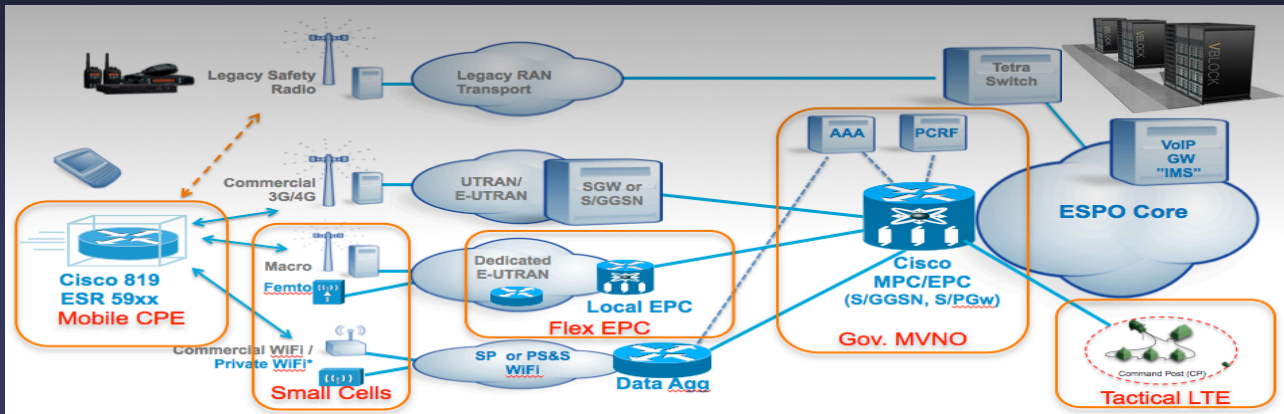 Legacy Safety
Radio
Legacy RAN
Transport
Tetra
Switch
VBLOCK
VBLOCK
VBLOCK
AAA
PCRF
VoIP
GW
"IMS"
Commercial
3G/4G
UTRAN/
E-UTRAN
SGW or
S/GGSN
ESPO Core
Cisco 819
ESR 59xx
Mobile CPE
Macro
Femto
Dedicated
E-UTRAN
Local EPC
Flex EPC
Cisco
MPC/EPC
(S/GGSN, S/PGw)
Gov. MVNO
Commercial WiFi /
Private WiFi*
Small Cells
SP or PS&S
WiFi
Data Agg
Command Post (CP)
Tactical LTE